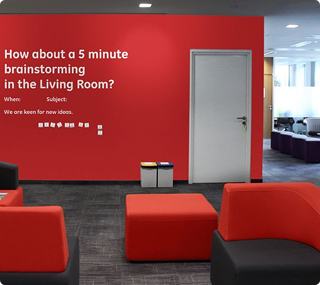 How about a 5 minute
brainstorming
in the Living Room?
When: Subject:
We are keen for new ideas.